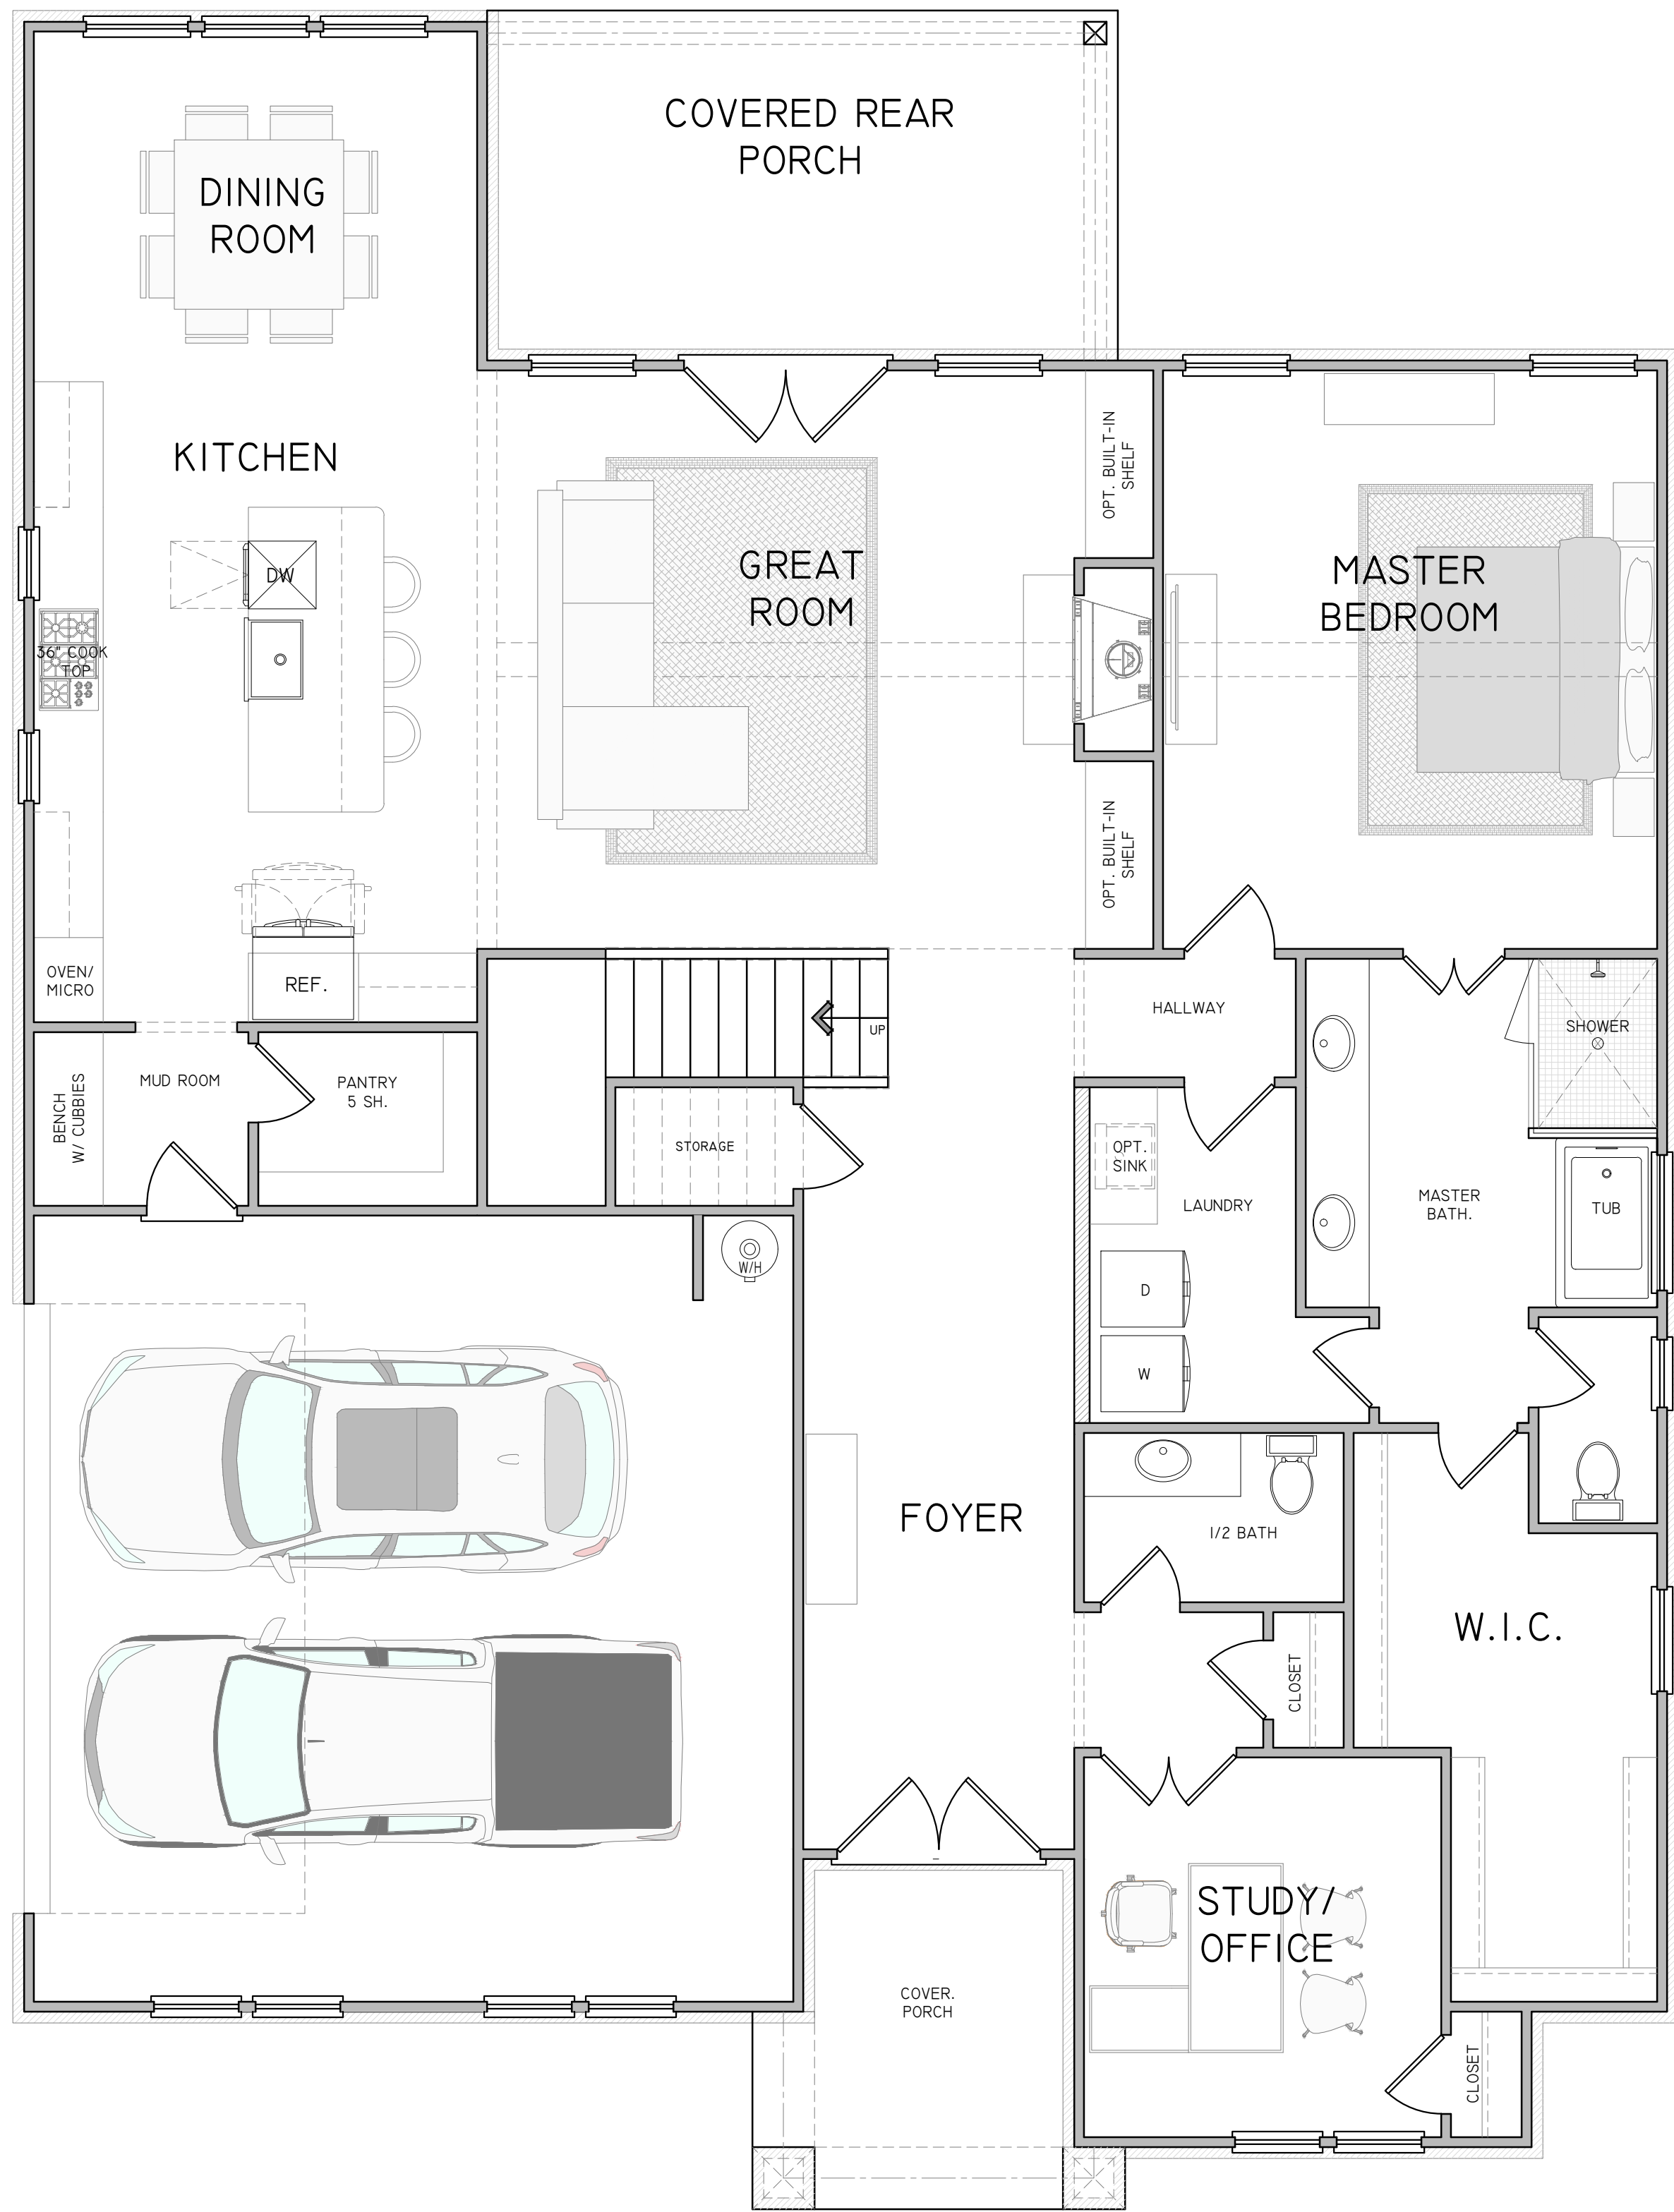 COVERED REAR
PORCH
DINING
ROOM
KITCHEN
OPT. BUILT-IN
SHELF
GREAT
ROOM
MASTER
BEDROOM
DW
36" COOK
TOP
OPT. BUILT-IN
SHELF
OVEN/
MICRO
REF.
HALLWAY
UP
SHOWER
MUD ROOM
PANTRY
5 SH.
BENCH
W/ CUBBIES
STORAGE
OPT.
SINK
LAUNDRY
MASTER
BATH.
TUB
W/H
D
W
FOYER
1/2 BATH
W.I.C.
CLOSET
STUDY/
OFFICE
COVER.
PORCH
CLOSET